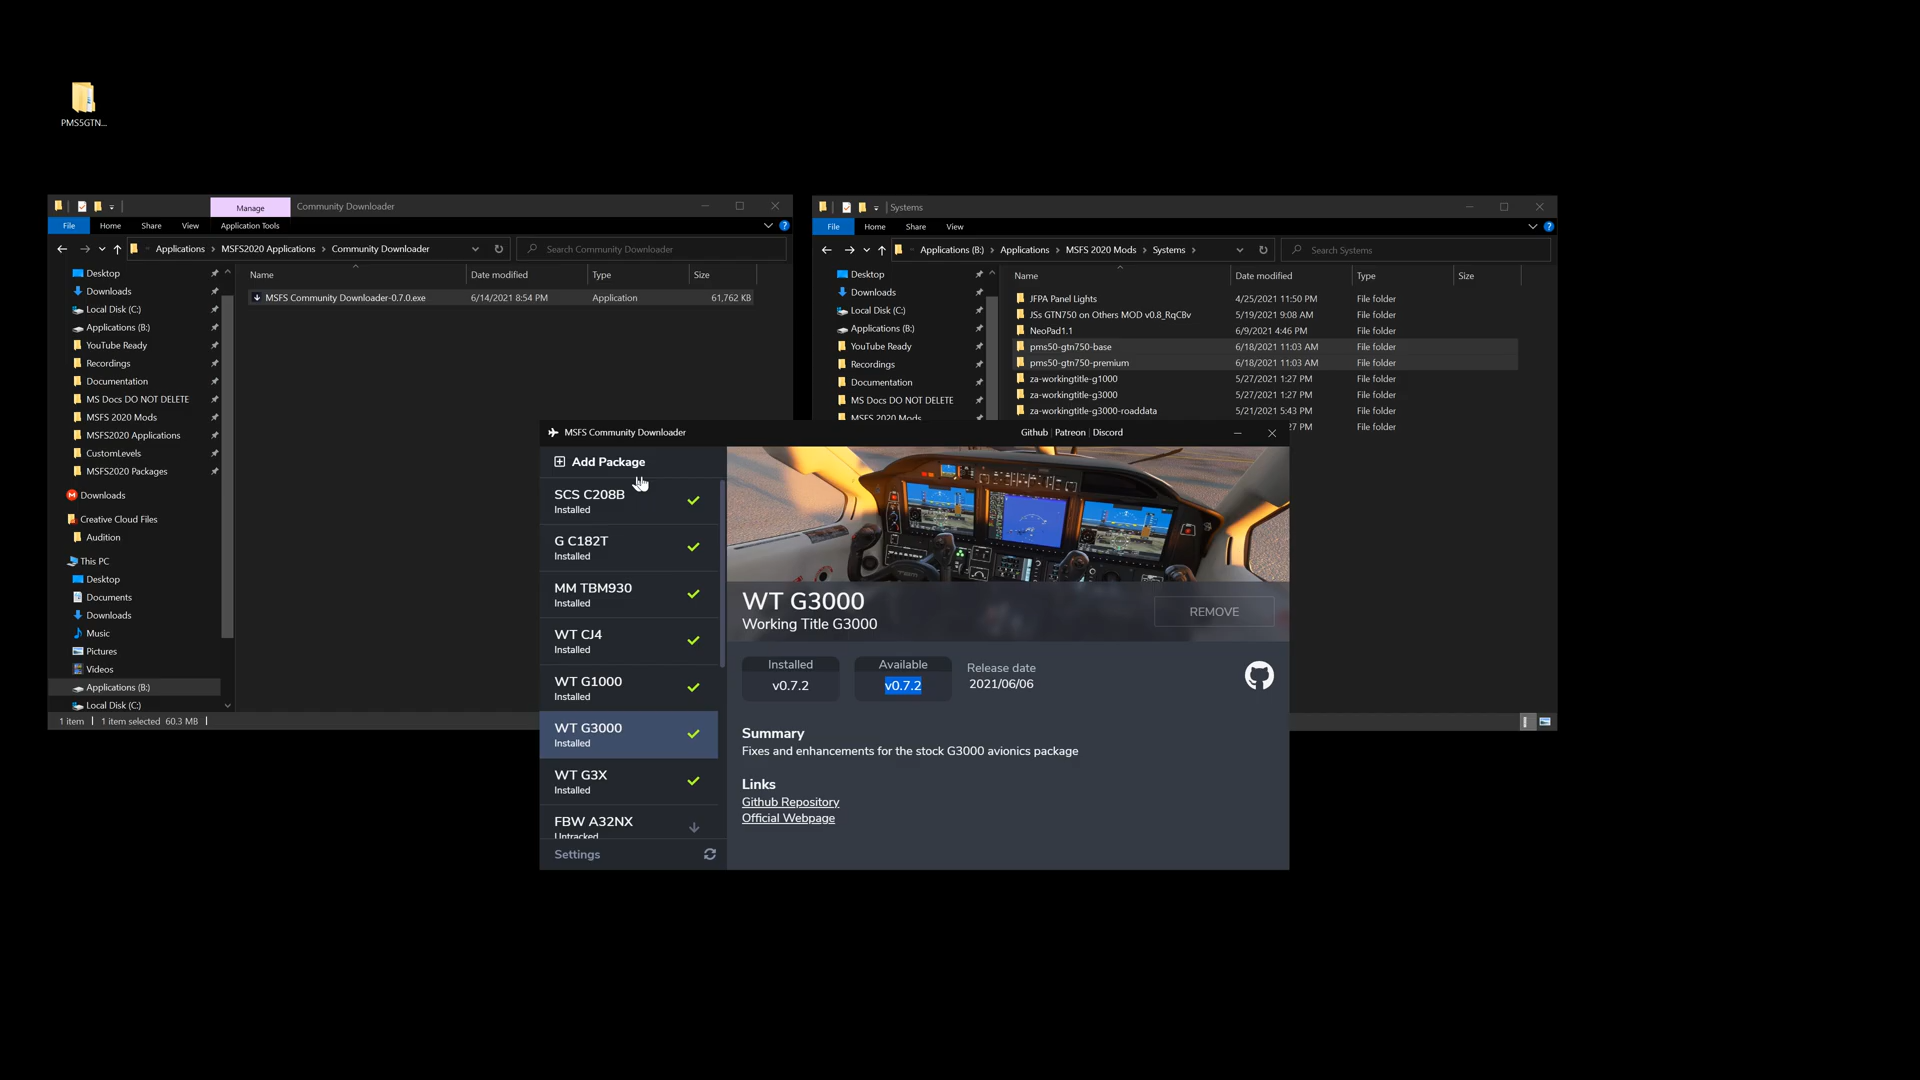 PMS5GTN...
Manage
Community Downloader
File
Home
Share
View
Application Tools
Applications > MSFS2020 Applications > Community Downloader
Search Community Downloader
Desktop
Downloads
Local Disk (C:)
Applications (B:)
YouTube Ready
Recordings
Documentation
MS Docs DO NOT DELETE
MSFS 2020 Mods
MSFS2020 Applications
CustomLevels
MSFS2020 Packages
Downloads
Creative Cloud Files
Audition
This PC
Desktop
Documents
Downloads
Music
Pictures
Videos
Applications (B:)
Local Disk (C:)
Name Date modified Type Size
MSFS Community Downloader-0.7.0.exe 6/14/2021 8:54 PM Application 61,762 KB
1 item 1 item selected 60.3 MB
Systems
File
Home
Share
View
Applications (B:) > Applications > MSFS 2020 Mods > Systems >
Search Systems
Desktop
Downloads
Local Disk (C:)
Applications (B:)
YouTube Ready
Recordings
Documentation
MS Docs DO NOT DELETE
MSFS 2020 Mods
Name Date modified Type Size
JFPA Panel Lights 4/25/2021 11:50 PM File folder
JSs GTN750 on Others MOD v0.8_RqCBv 5/19/2021 9:08 AM File folder
NeoPad1.1 6/9/2021 4:46 PM File folder
pms50-gtn750-base 6/18/2021 11:03 AM File folder
pms50-gtn750-premium 6/18/2021 11:03 AM File folder
za-workingtitle-g1000 5/27/2021 1:27 PM File folder
za-workingtitle-g3000 5/27/2021 1:27 PM File folder
za-workingtitle-g3000-roaddata 5/21/2021 5:43 PM File folder
27 PM File folder
MSFS Community Downloader
Github | Patreon | Discord
Add Package
SCS C208B
Installed
G C182T
Installed
MM TBM930
Installed
WT CJ4
Installed
WT G1000
Installed
WT G3000
Installed
WT G3X
Installed
FBW A32NX
Untracked
Settings
WT G3000
Working Title G3000
REMOVE
Installed
v0.7.2
Available
v0.7.2
Release date
2021/06/06
Summary
Fixes and enhancements for the stock G3000 avionics package
Links
Github Repository
Official Webpage